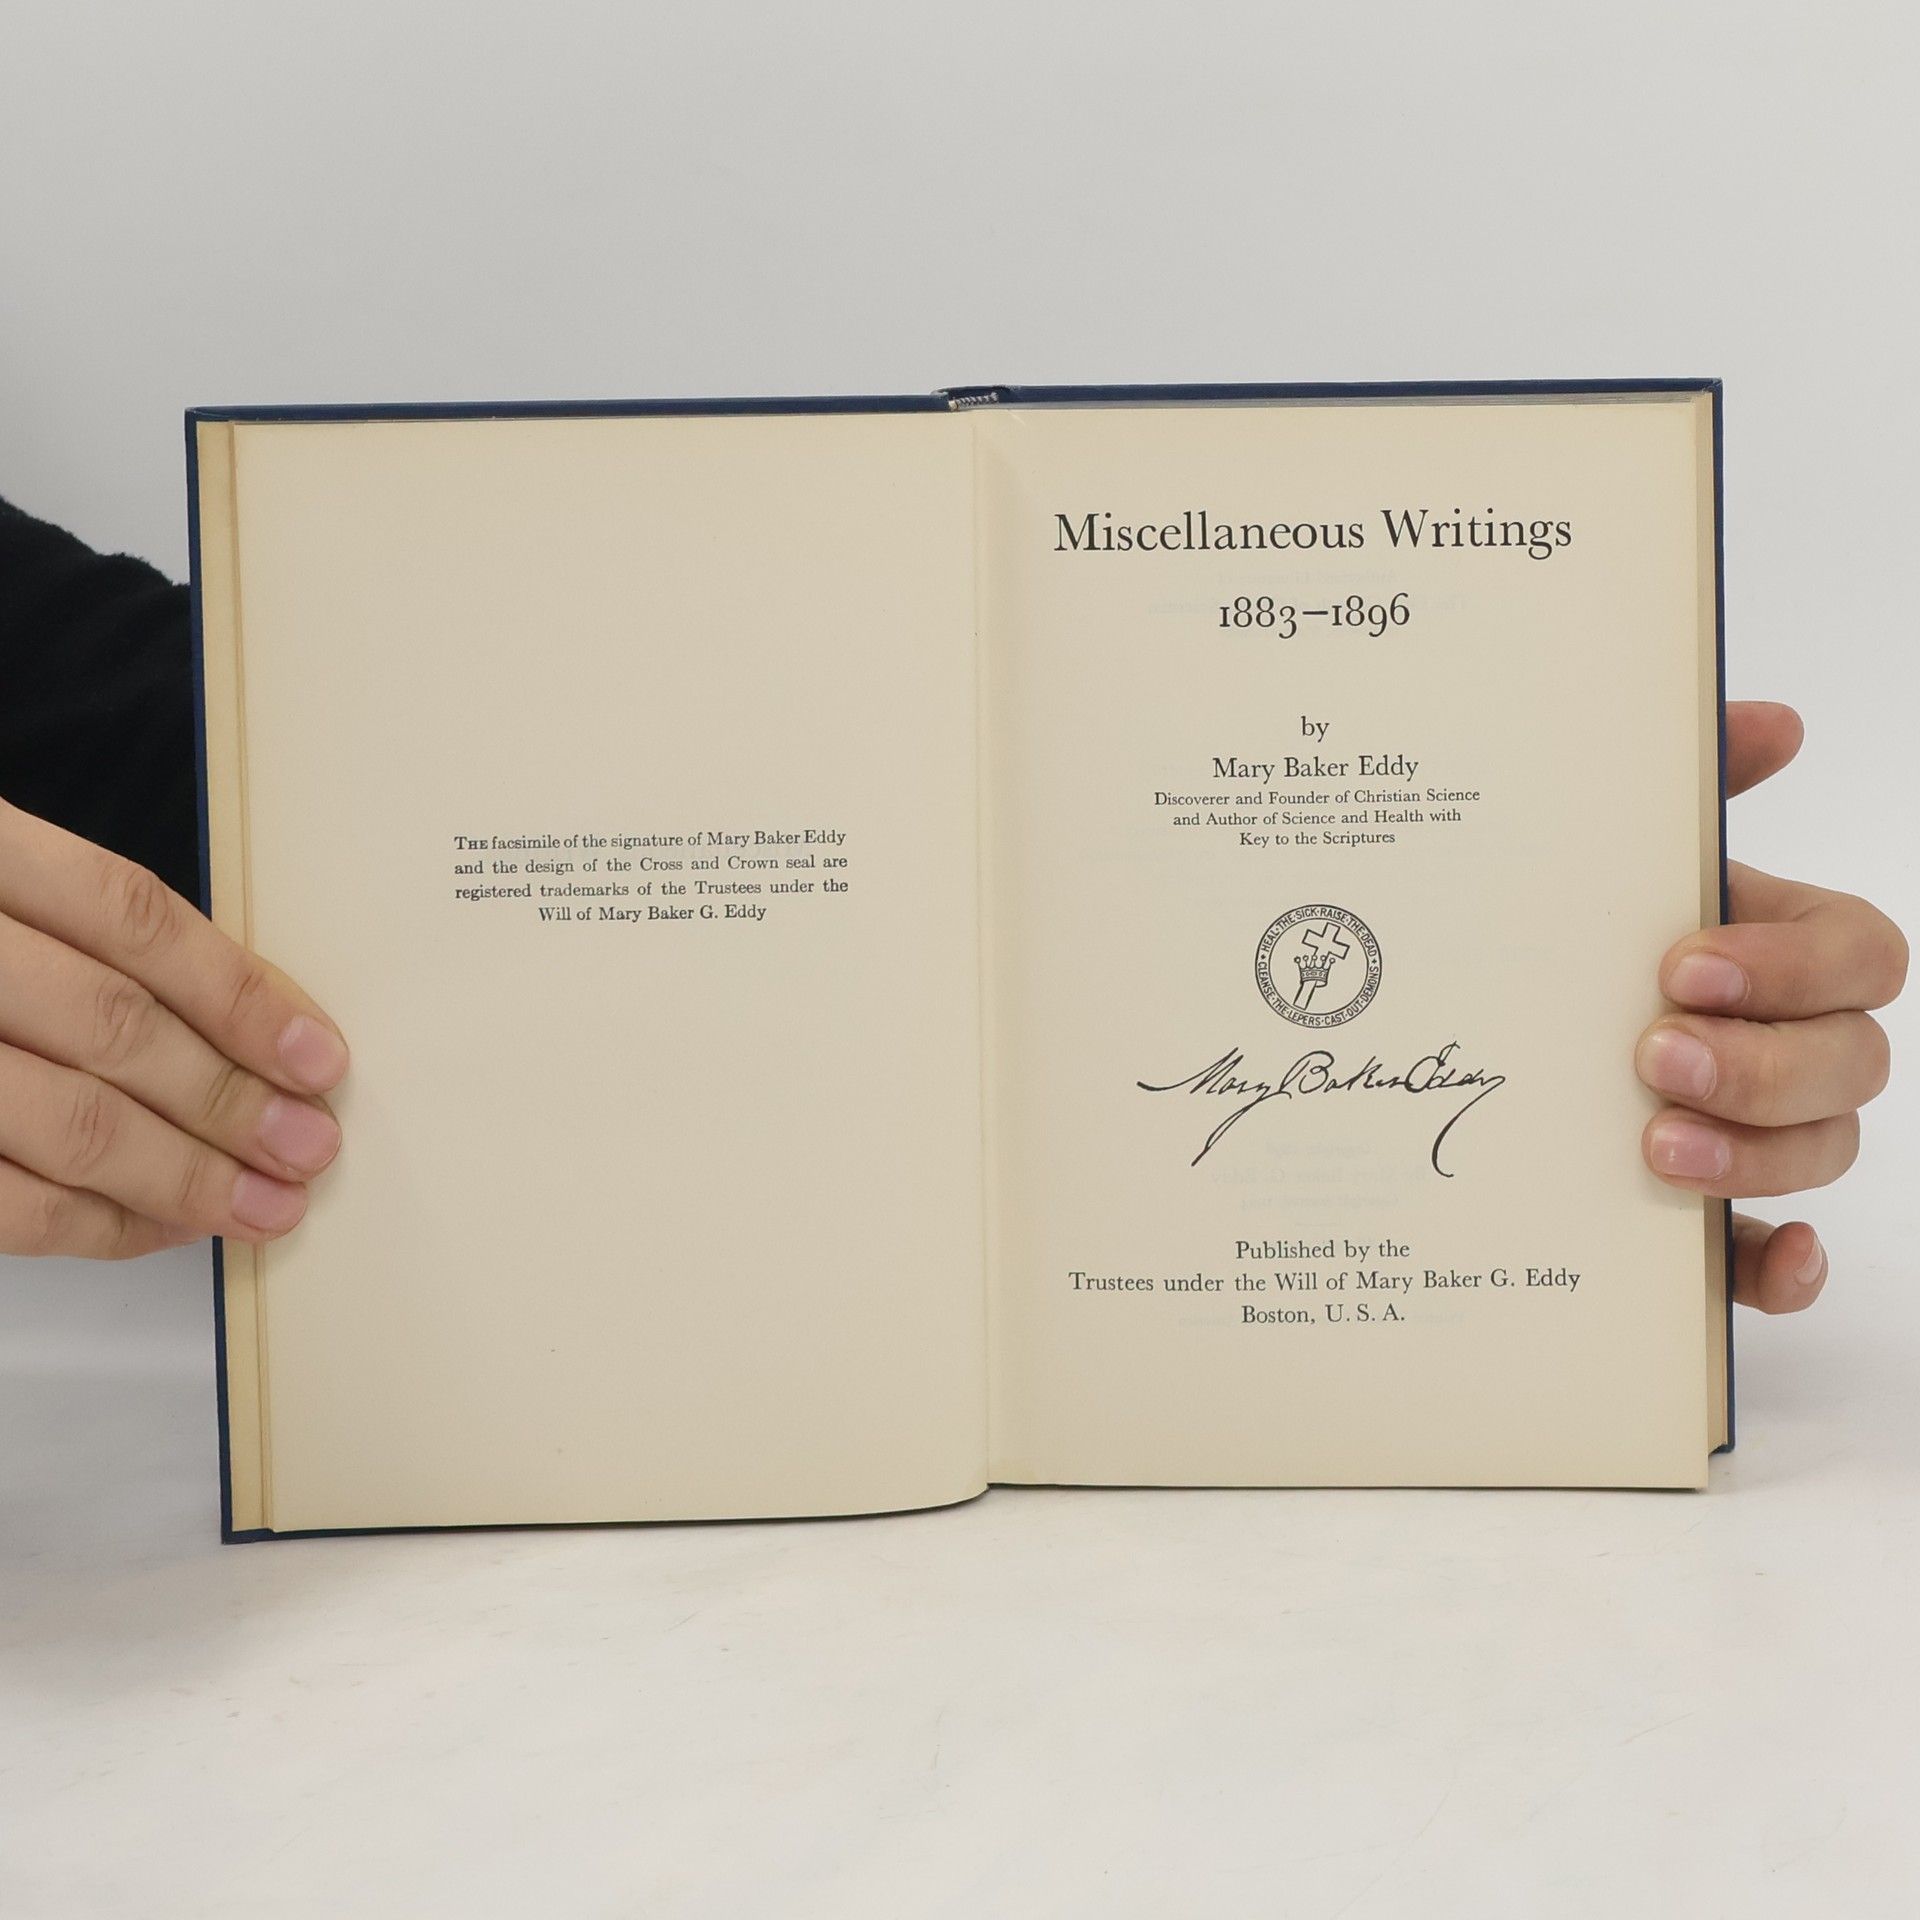 THE facsimile of the signature of Mary Baker Eddy
and the design of the Cross and Crown seal are
registered trademarks of the Trustees under the
Will of Mary Baker G. Eddy
Miscellaneous Writings
1883–1896
by
Mary Baker Eddy
Discoverer and Founder of Christian Science
and Author of Science and Health with
Key to the Scriptures
HEAL·THE·SICK·RAISE·THE·DEAD
CLEANSE·THE·LEPERS·CAST·OUT·DEMONS
Mary Baker Eddy
Published by the
Trustees under the Will of Mary Baker G. Eddy
Boston, U.S.A.